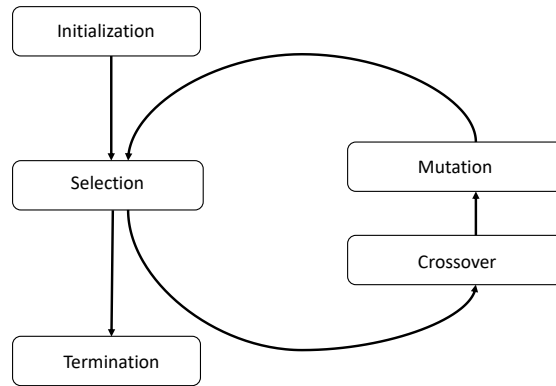 Initialization
Selection
Mutation
Crossover
Termination